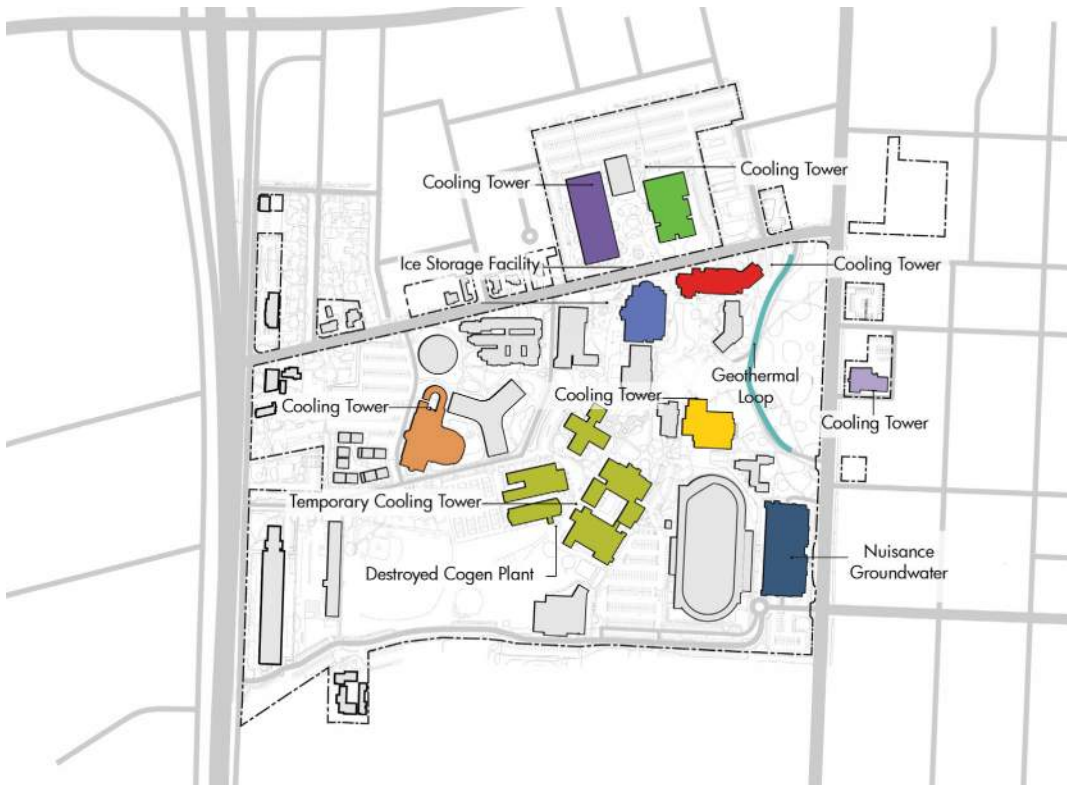 Cooling Tower
Cooling Tower
Ice Storage Facility
Cooling Tower
Geothermal
Loop
Cooling Tower
Cooling Tower
Cooling Tower
Temporary Cooling Tower
Nuisance
Groundwater
Destroyed Cogen Plant